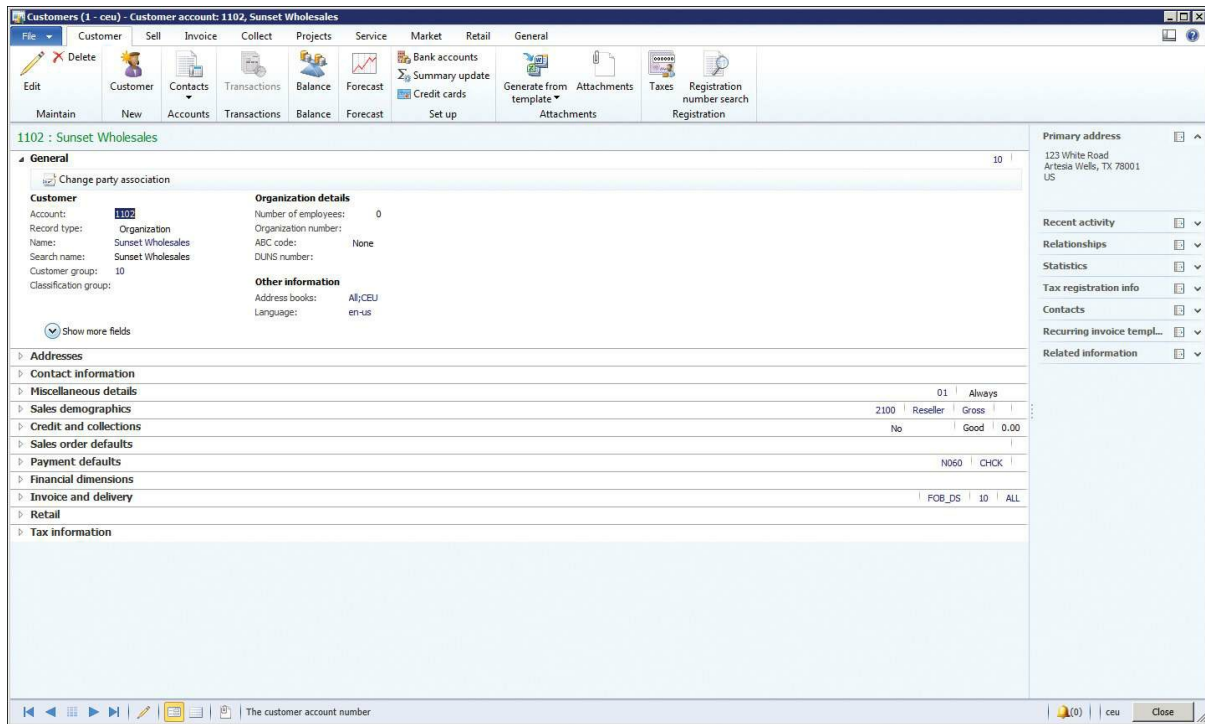 Customers (1 - ceu) - Customer account: 1102, Sunset Wholesales
File Customer Sell Invoice Collect Projects Service Market Retail General
Edit
Delete
Maintain
Customer
New
Contacts
Accounts
Transactions
Transactions
Balance
Balance
Forecast
Forecast
Bank accounts
Summary update
Credit cards
Set up
Generate from template
Attachments
Attachments
Taxes
Registration number search
Registration
1102 : Sunset Wholesales
General 10
Change party association
Customer
Account: 1102
Record type: Organization
Name: Sunset Wholesales
Search name: Sunset Wholesales
Customer group: 10
Classification group:
Organization details
Number of employees: 0
Organization number:
ABC code: None
DUNS number:
Other information
Address books: All;CEU
Language: en-us
Show more fields
Addresses
Contact information
Miscellaneous details 01 Always
Sales demographics 2100 Reseller Gross
Credit and collections No Good 0.00
Sales order defaults
Payment defaults N060 CHCK
Financial dimensions
Invoice and delivery FOB_DS 10 ALL
Retail
Tax information
Primary address
123 White Road
Artesia Wells, TX 78001
US
Recent activity
Relationships
Statistics
Tax registration info
Contacts
Recurring invoice templ...
Related information
The customer account number
(0) ceu Close